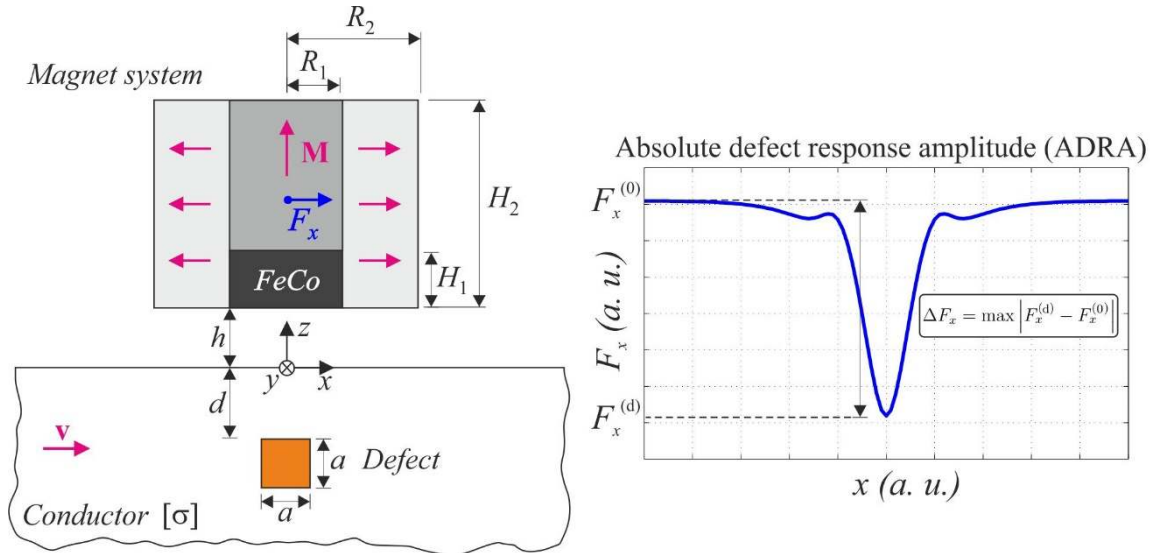 R₂
R₁
Magnet system
M
Fₓ
H₂
FeCo
H₁
h
z
y
x
d
v
a
Defect
a
Conductor [σ]
Absolute defect response amplitude (ADRA)
Fₓ⁽⁰⁾
Fₓ (a. u.)
ΔFₓ = max |Fₓ⁽ᵈ⁾ − Fₓ⁽⁰⁾|
Fₓ⁽ᵈ⁾
x (a. u.)